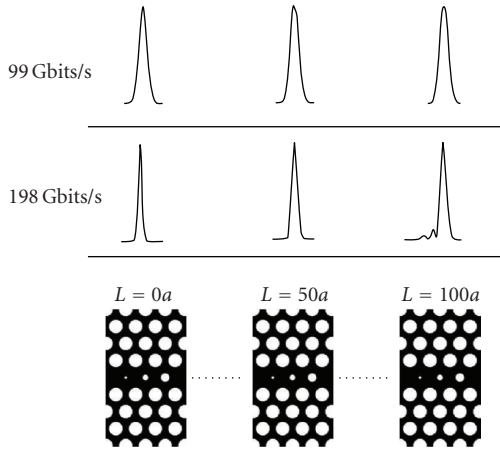 99 Gbits/s
198 Gbits/s
L = 0a
L = 50a
L = 100a